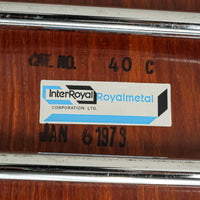 CAT. NO. 40 C
InterRoyal Royalmetal
CORPORATION LTD.
JAN 6 1973